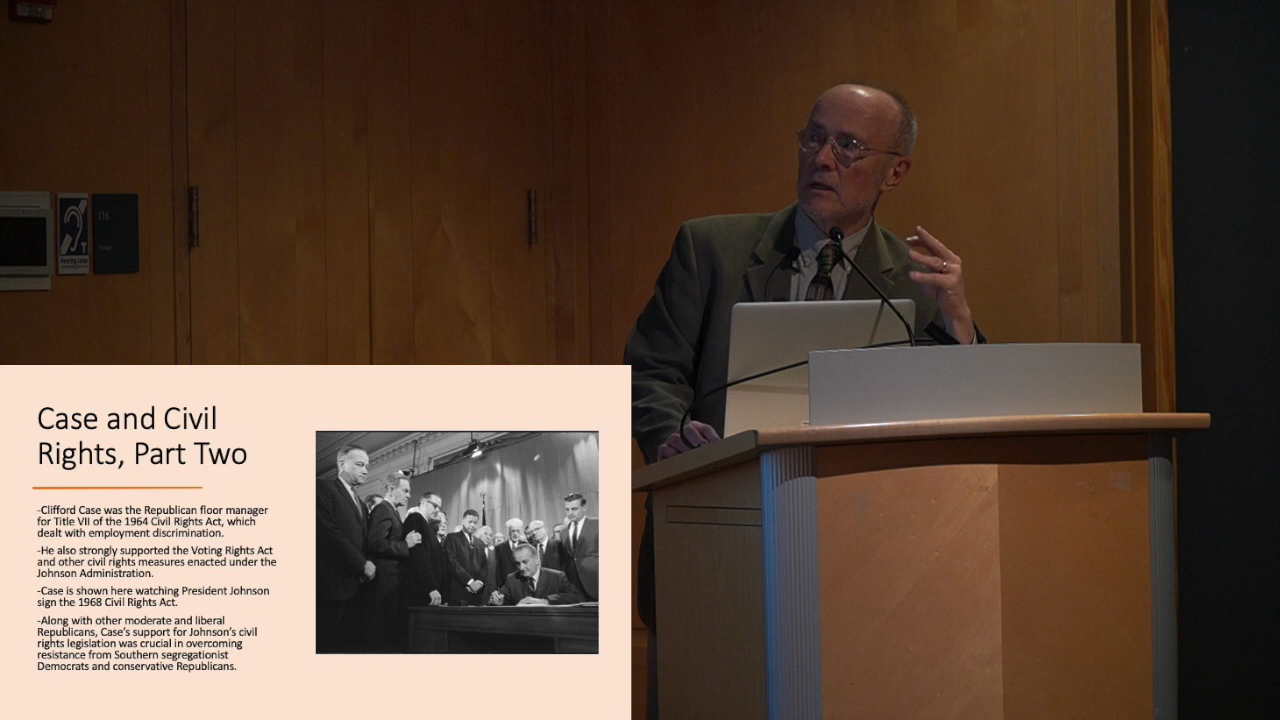 116
hearing loop
T
Case and Civil
Rights, Part Two
-Clifford Case was the Republican floor manager
for Title VII of the 1964 Civil Rights Act, which
dealt with employment discrimination.
-He also strongly supported the Voting Rights Act
and other civil rights measures enacted under the
Johnson Administration.
-Case is shown here watching President Johnson
sign the 1968 Civil Rights Act.
-Along with other moderate and liberal
Republicans, Case's support for Johnson's civil
rights legislation was crucial in overcoming
resistance from Southern segregationist
Democrats and conservative Republicans.